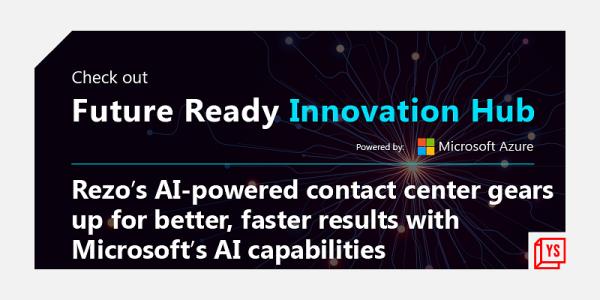 Check out
Future Ready Innovation Hub
Powered by: Microsoft Azure
Rezo's AI-powered contact center gears
up for better, faster results with
Microsoft's AI capabilities
YS